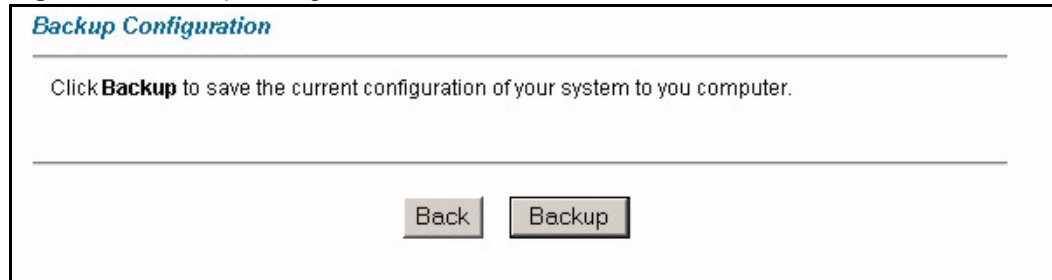 Backup Configuration
Click Backup to save the current configuration of your system to you computer.
Back
Backup